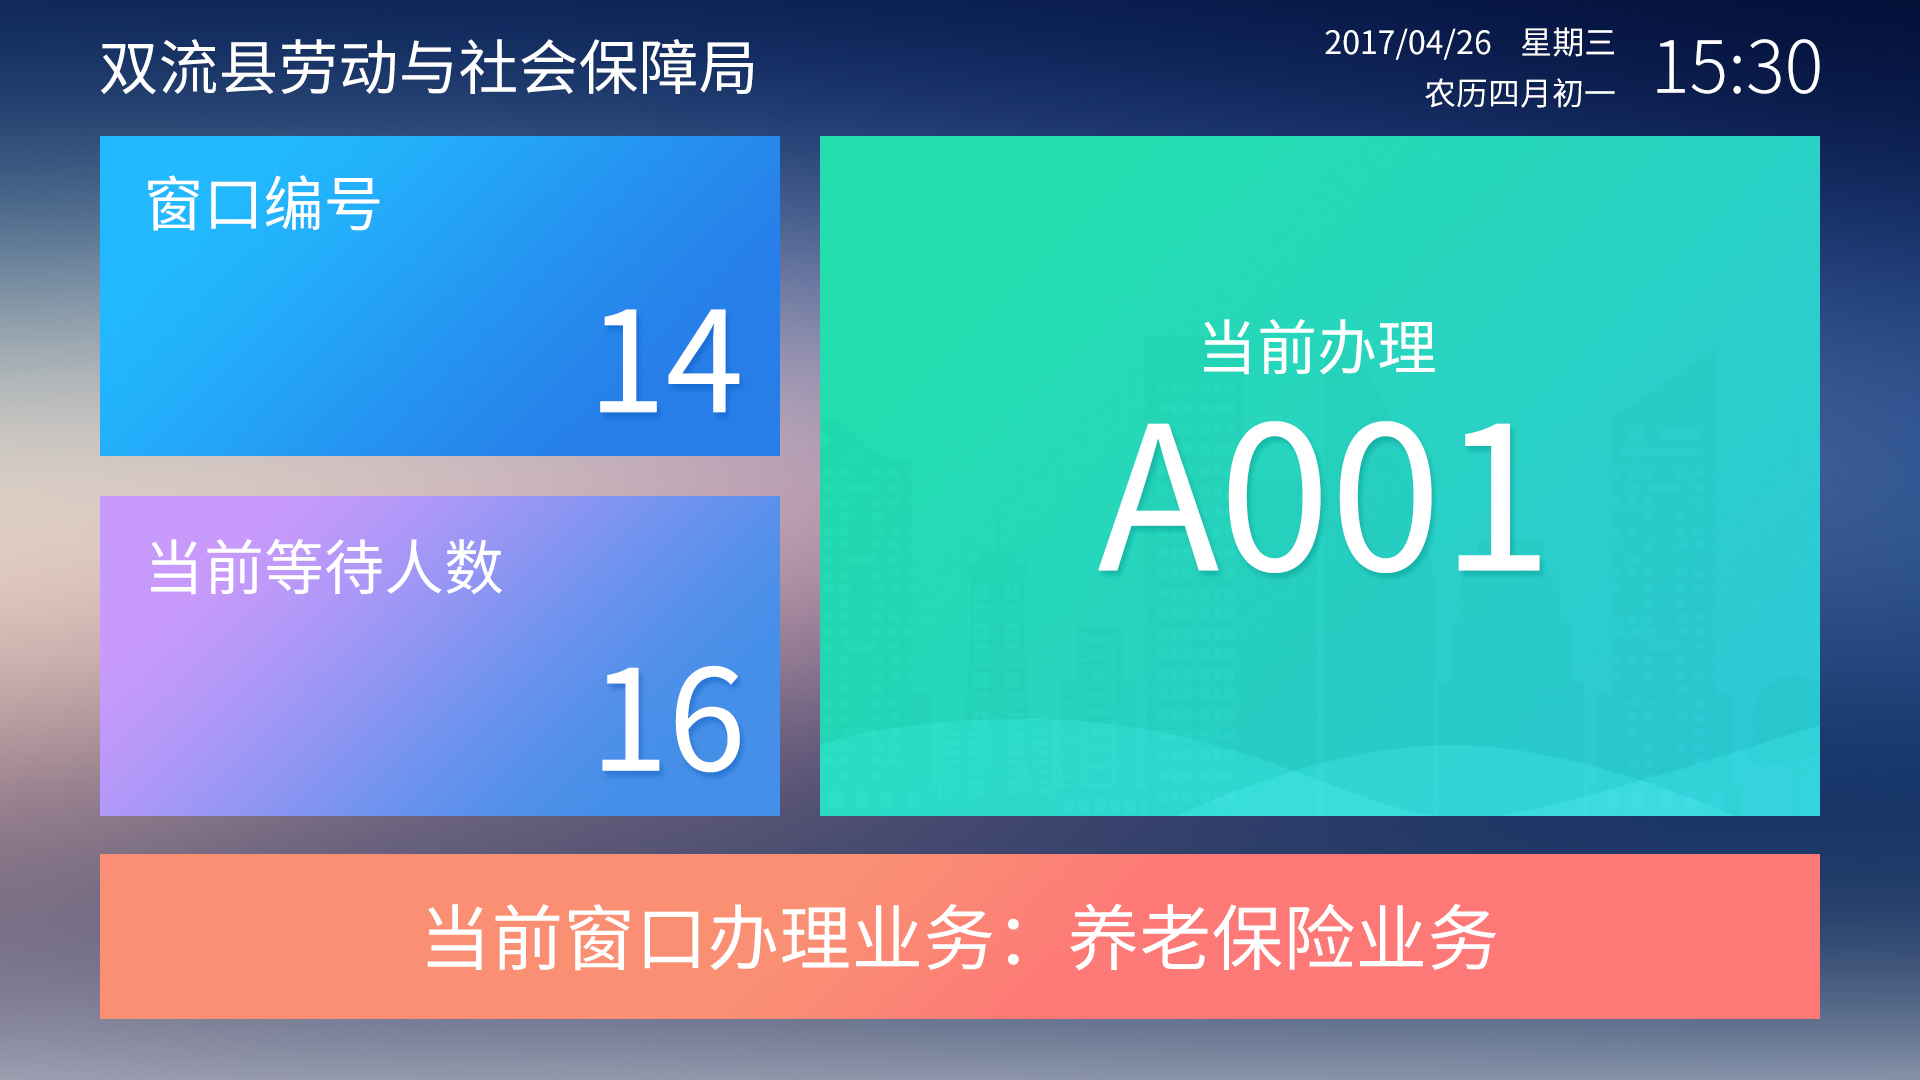 双流县劳动与社会保障局
2017/04/26 星期三
农历四月初一
15:30
窗口编号
14
当前等待人数
16
当前办理
A001
当前窗口办理业务：养老保险业务